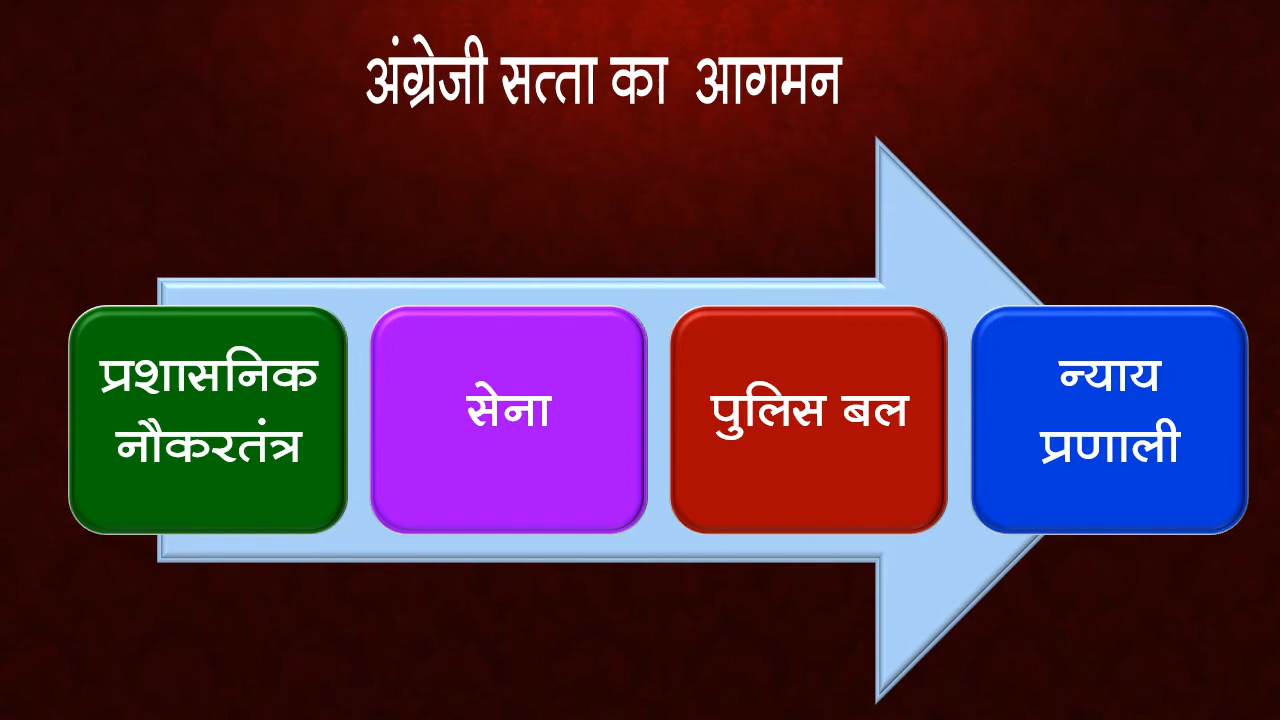 अंग्रेजी सत्ता का आगमन
प्रशासनिक
नौकरतंत्र
सेना
पुलिस बल
न्याय
प्रणाली